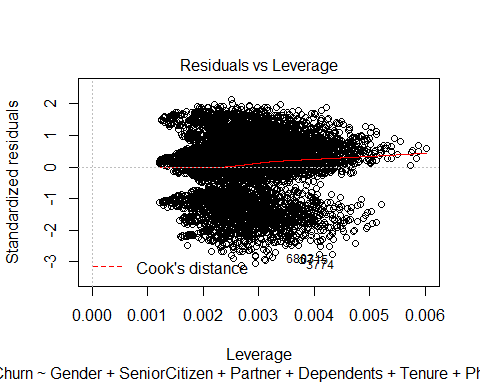 Residuals vs Leverage
Standardized residuals
2
1
0
-1
-2
-3
3774
Cook's distance
0.000 0.001 0.002 0.003 0.004 0.005 0.006
Leverage
Churn ~ Gender + SeniorCitizen + Partner + Dependents + Tenure + Ph